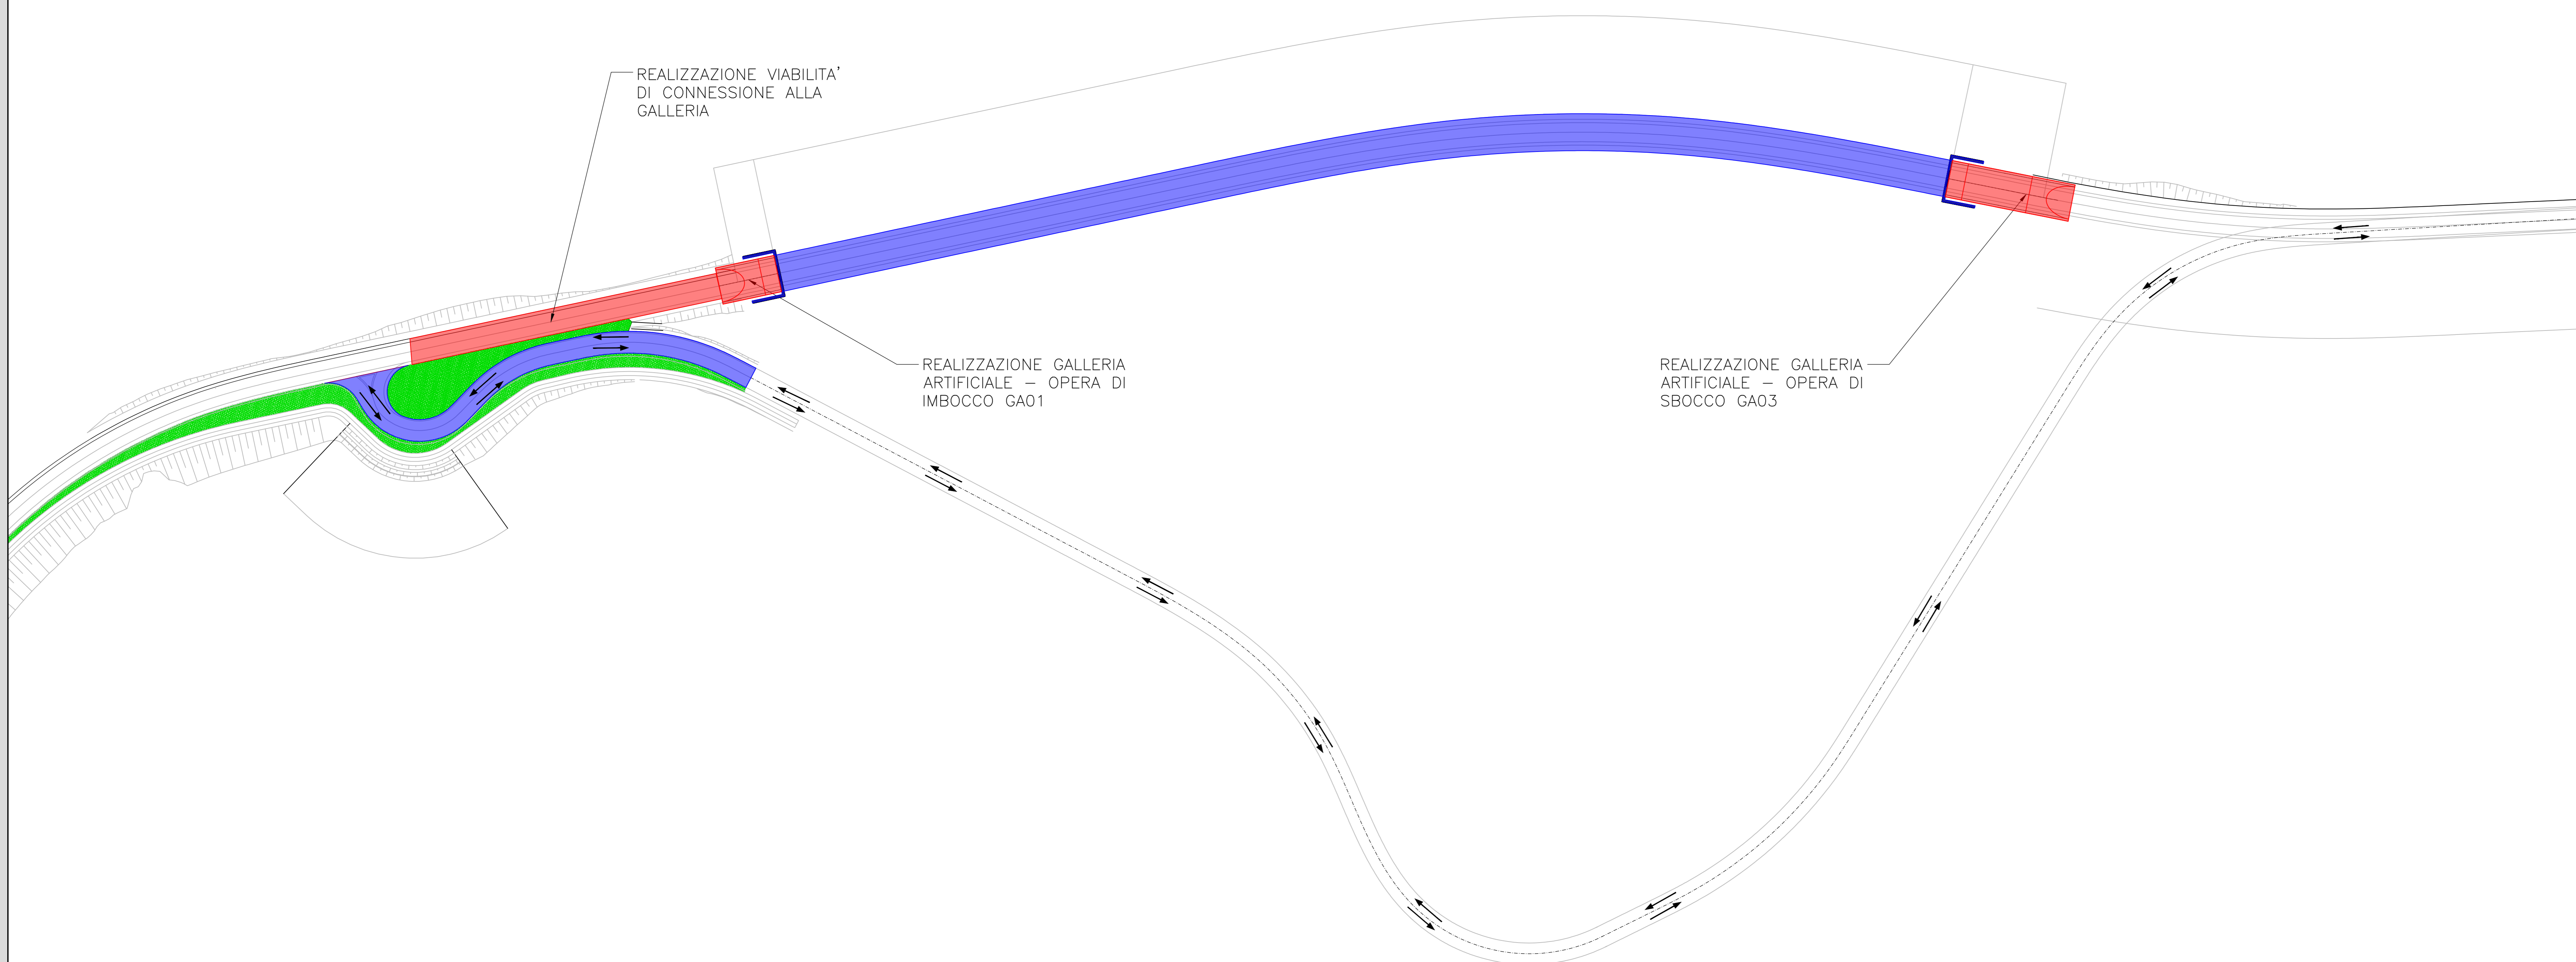 REALIZZAZIONE VIABILITA'
DI CONNESSIONE ALLA
GALLERIA
REALIZZAZIONE GALLERIA
ARTIFICIALE – OPERA DI
IMBOCCO GA01
REALIZZAZIONE GALLERIA
ARTIFICIALE – OPERA DI
SBOCCO GA03